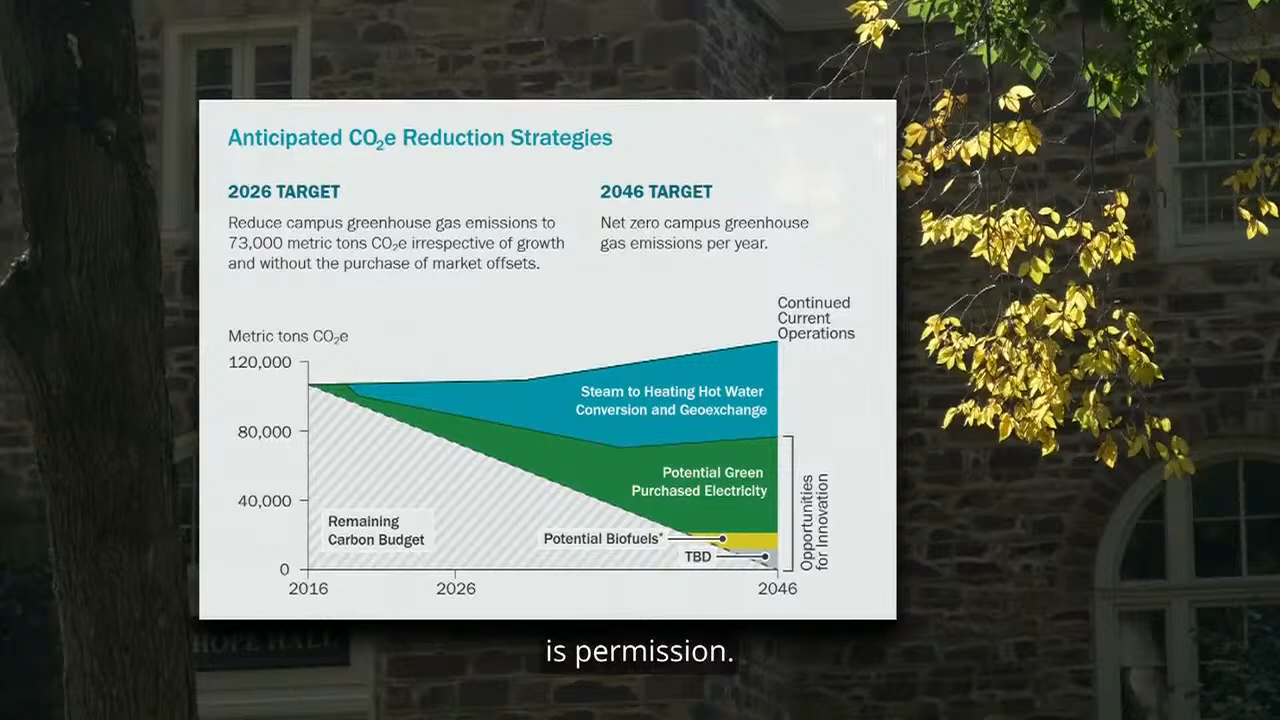 Anticipated CO₂e Reduction Strategies
2026 TARGET
Reduce campus greenhouse gas emissions to
73,000 metric tons CO₂e irrespective of growth
and without the purchase of market offsets.
2046 TARGET
Net zero campus greenhouse
gas emissions per year.
Continued
Current
Operations
Metric tons CO₂e
120,000
80,000
40,000
0
Steam to Heating Hot Water
Conversion and Geoexchange
Potential Green
Purchased Electricity
Potential Biofuels*
TBD
Remaining
Carbon Budget
Opportunities
for Innovation
2016
2026
2046
HOPE HALL
is permission.